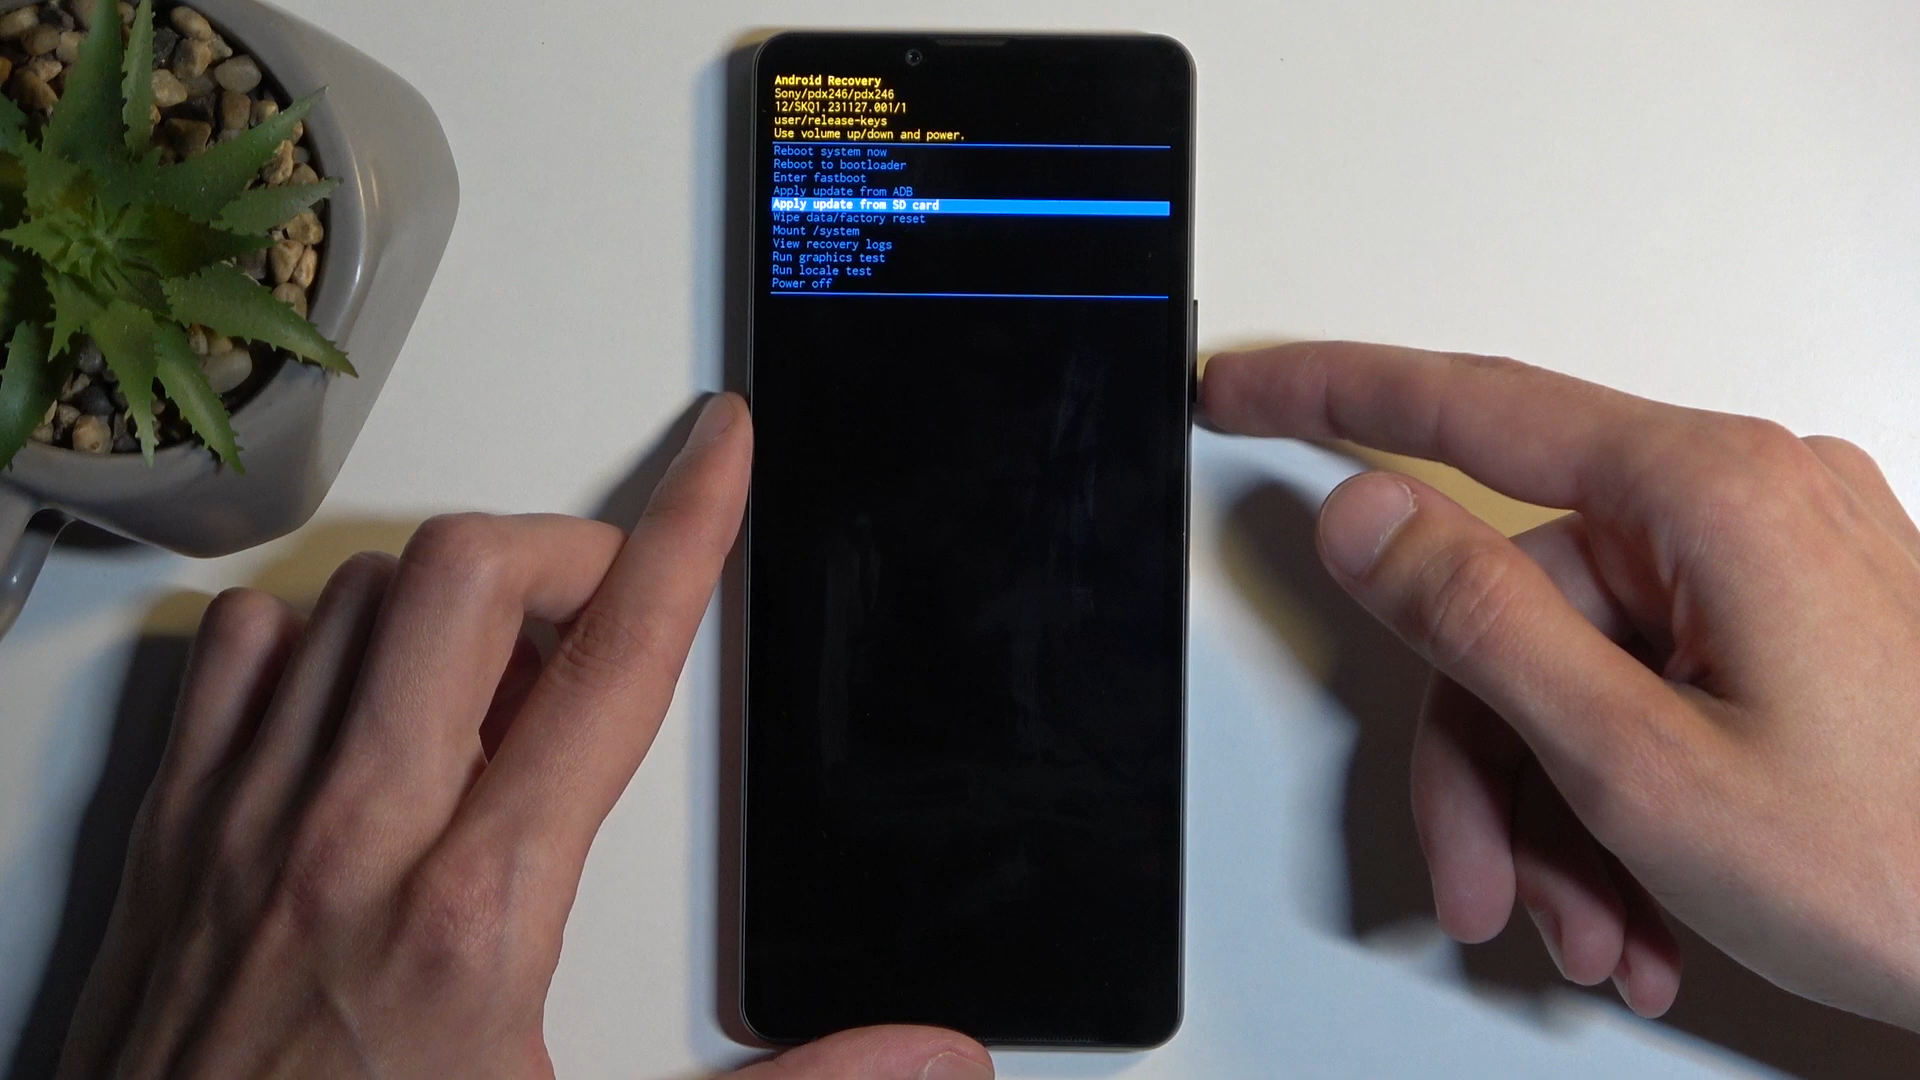 Android Recovery
Sony/pdx246/pdx246
12/SKQ1.231127.001/1
user/release-keys
Use volume up/down and power.
Reboot system now
Reboot to bootloader
Enter fastboot
Apply update from ADB
Apply update from SD card
Wipe data/factory reset
Mount /system
View recovery logs
Run graphics test
Run locale test
Power off